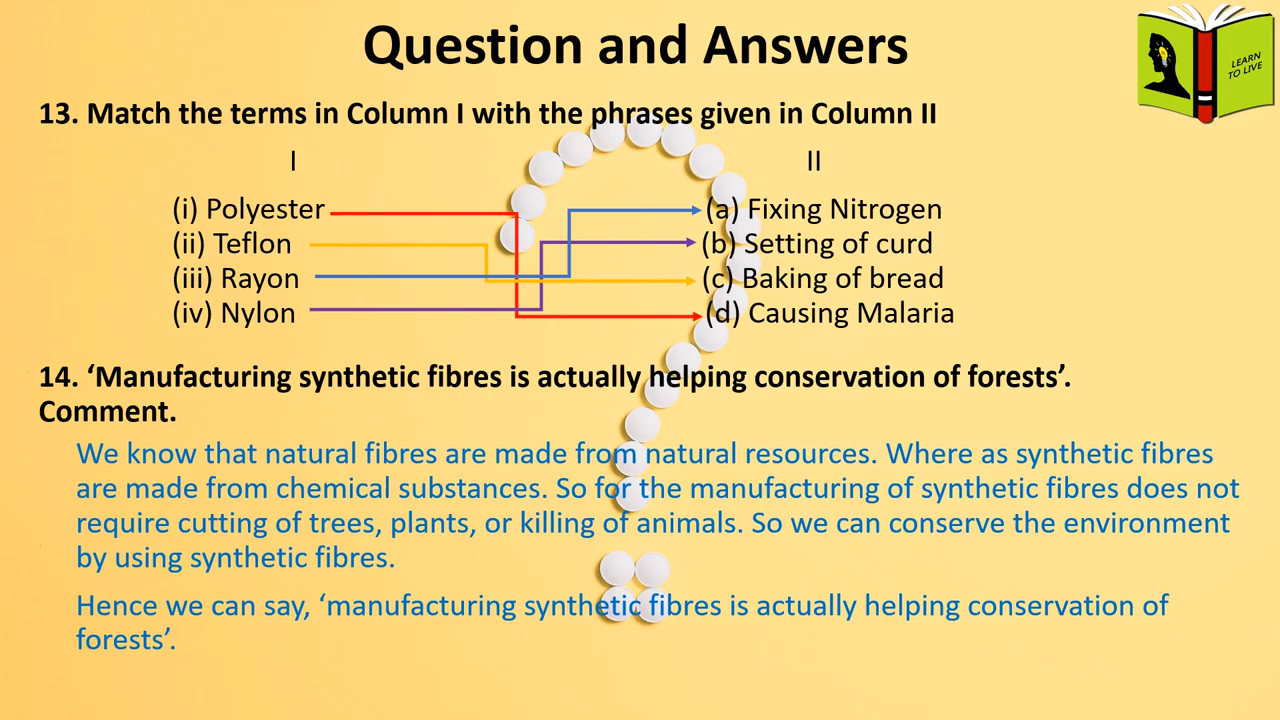 Question and Answers
LEARN
TO LIVE
13. Match the terms in Column I with the phrases given in Column II
I II
(i) Polyester (a) Fixing Nitrogen
(ii) Teflon (b) Setting of curd
(iii) Rayon (c) Baking of bread
(iv) Nylon (d) Causing Malaria
14. ‘Manufacturing synthetic fibres is actually helping conservation of forests’.
Comment.
We know that natural fibres are made from natural resources. Where as synthetic fibres
are made from chemical substances. So for the manufacturing of synthetic fibres does not
require cutting of trees, plants, or killing of animals. So we can conserve the environment
by using synthetic fibres.
Hence we can say, ‘manufacturing synthetic fibres is actually helping conservation of
forests’.